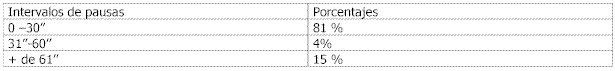 Intervalos de pausas Porcentajes
0 –30’’ 81 %
31’’-60’’ 4%
+ de 61’’ 15 %